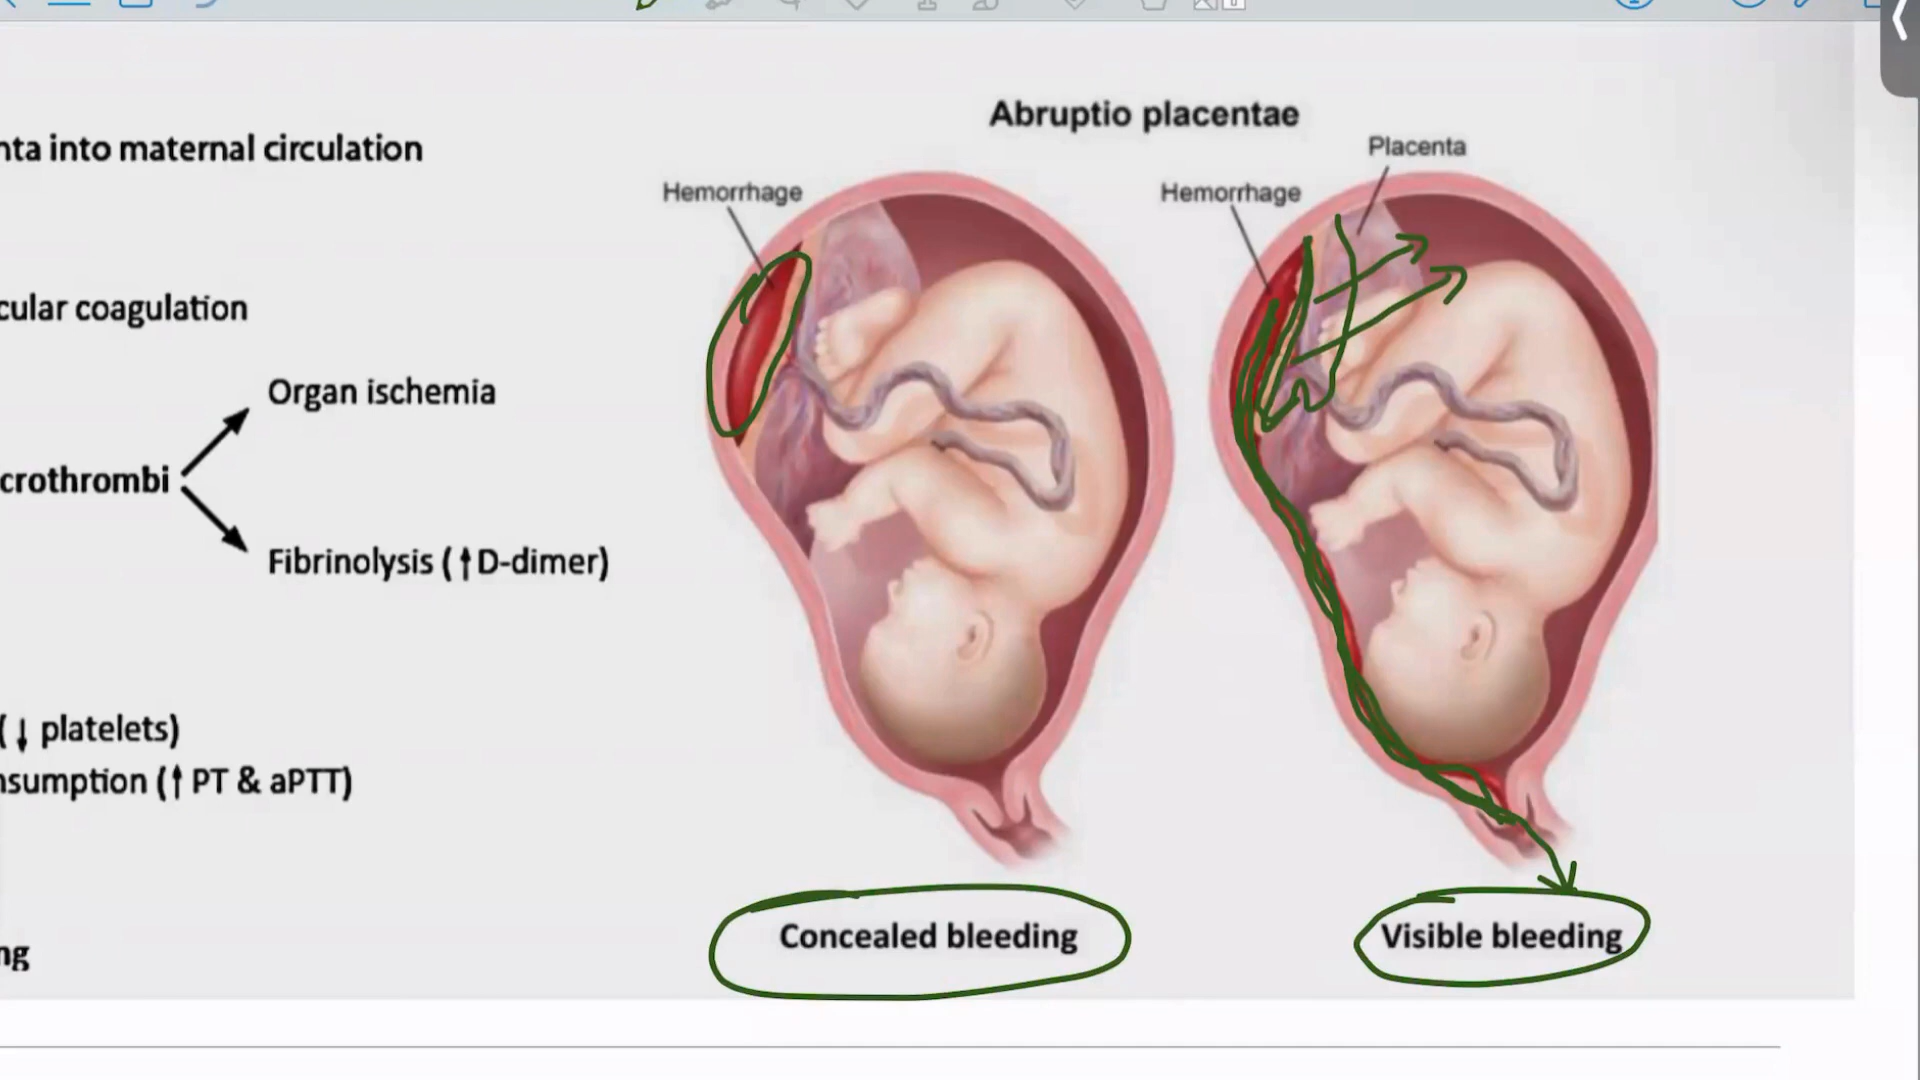 Abruptio placentae
Placenta
Hemorrhage
Hemorrhage
nta into maternal circulation
cular coagulation
Organ ischemia
crothrombi
Fibrinolysis (↑D-dimer)
(↓ platelets)
nsumption (↑ PT & aPTT)
ng
Concealed bleeding
Visible bleeding